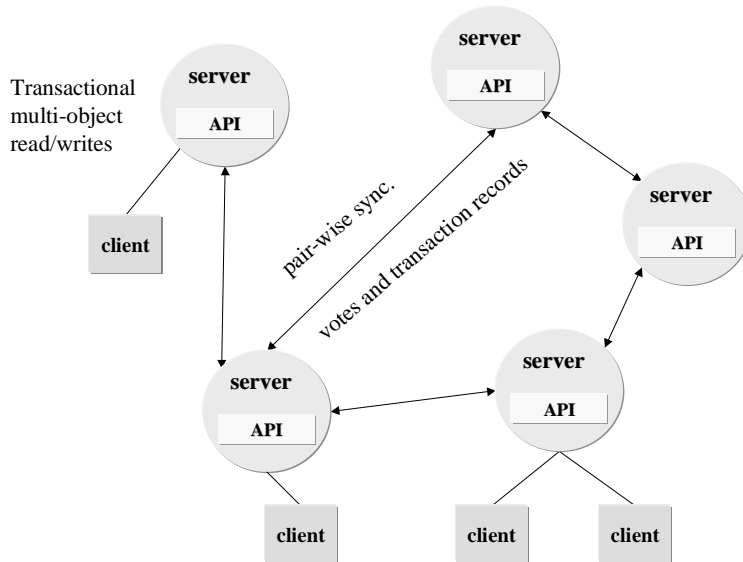 server
API
Transactional
multi-object
read/writes
server
API
client
pair-wise sync.
votes and transaction records
server
API
server
API
server
API
client
client
client